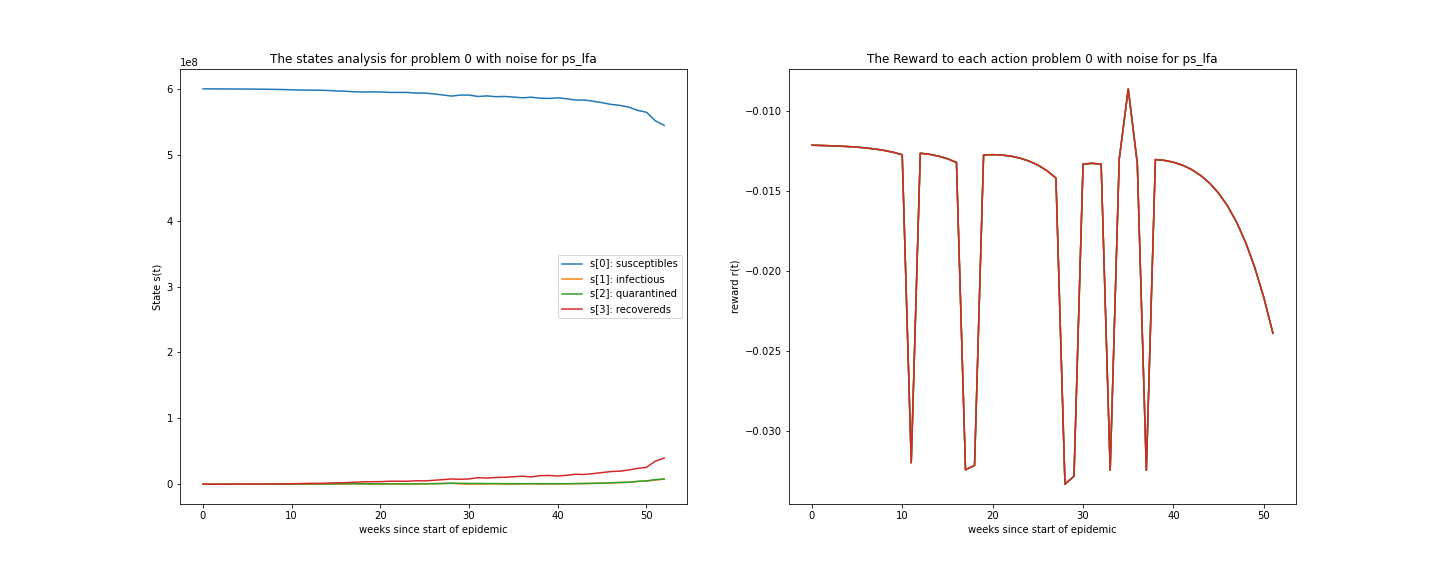 The states analysis for problem 0 with noise for ps_lfa
1e8
6
5
4
3
2
1
0
State s(t)
s[0]: susceptibles
s[1]: infectious
s[2]: quarantined
s[3]: recovereds
0 10 20 30 40 50
weeks since start of epidemic
The Reward to each action problem 0 with noise for ps_lfa
−0.010
−0.015
−0.020
−0.025
−0.030
reward r(t)
0 10 20 30 40 50
weeks since start of epidemic